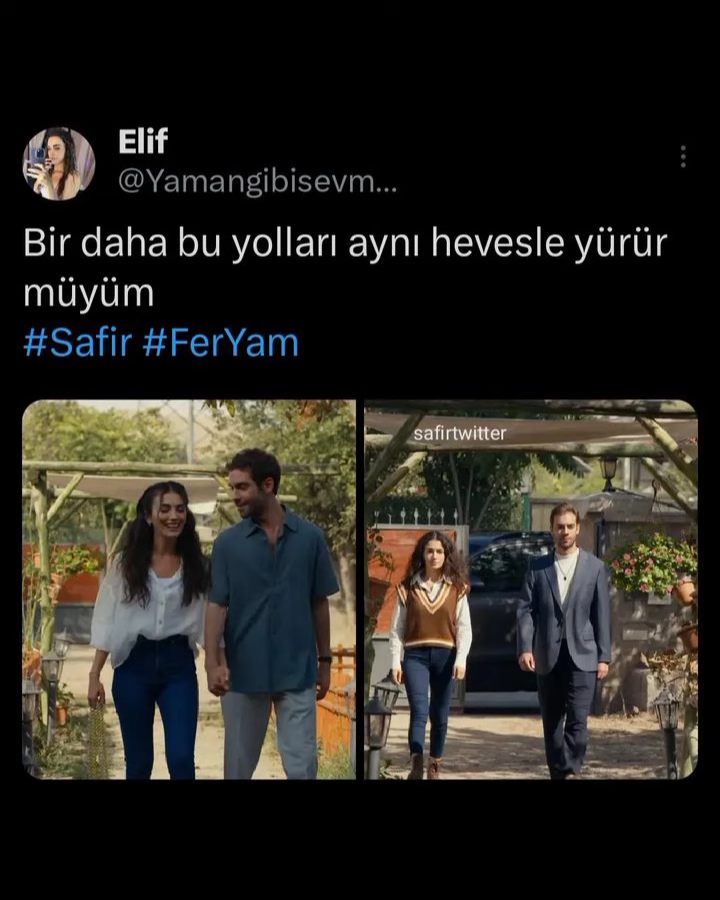 Elif
@Yamangibisevm...
Bir daha bu yolları aynı hevesle yürür
müyüm
#Safir #FerYam
safirtwitter